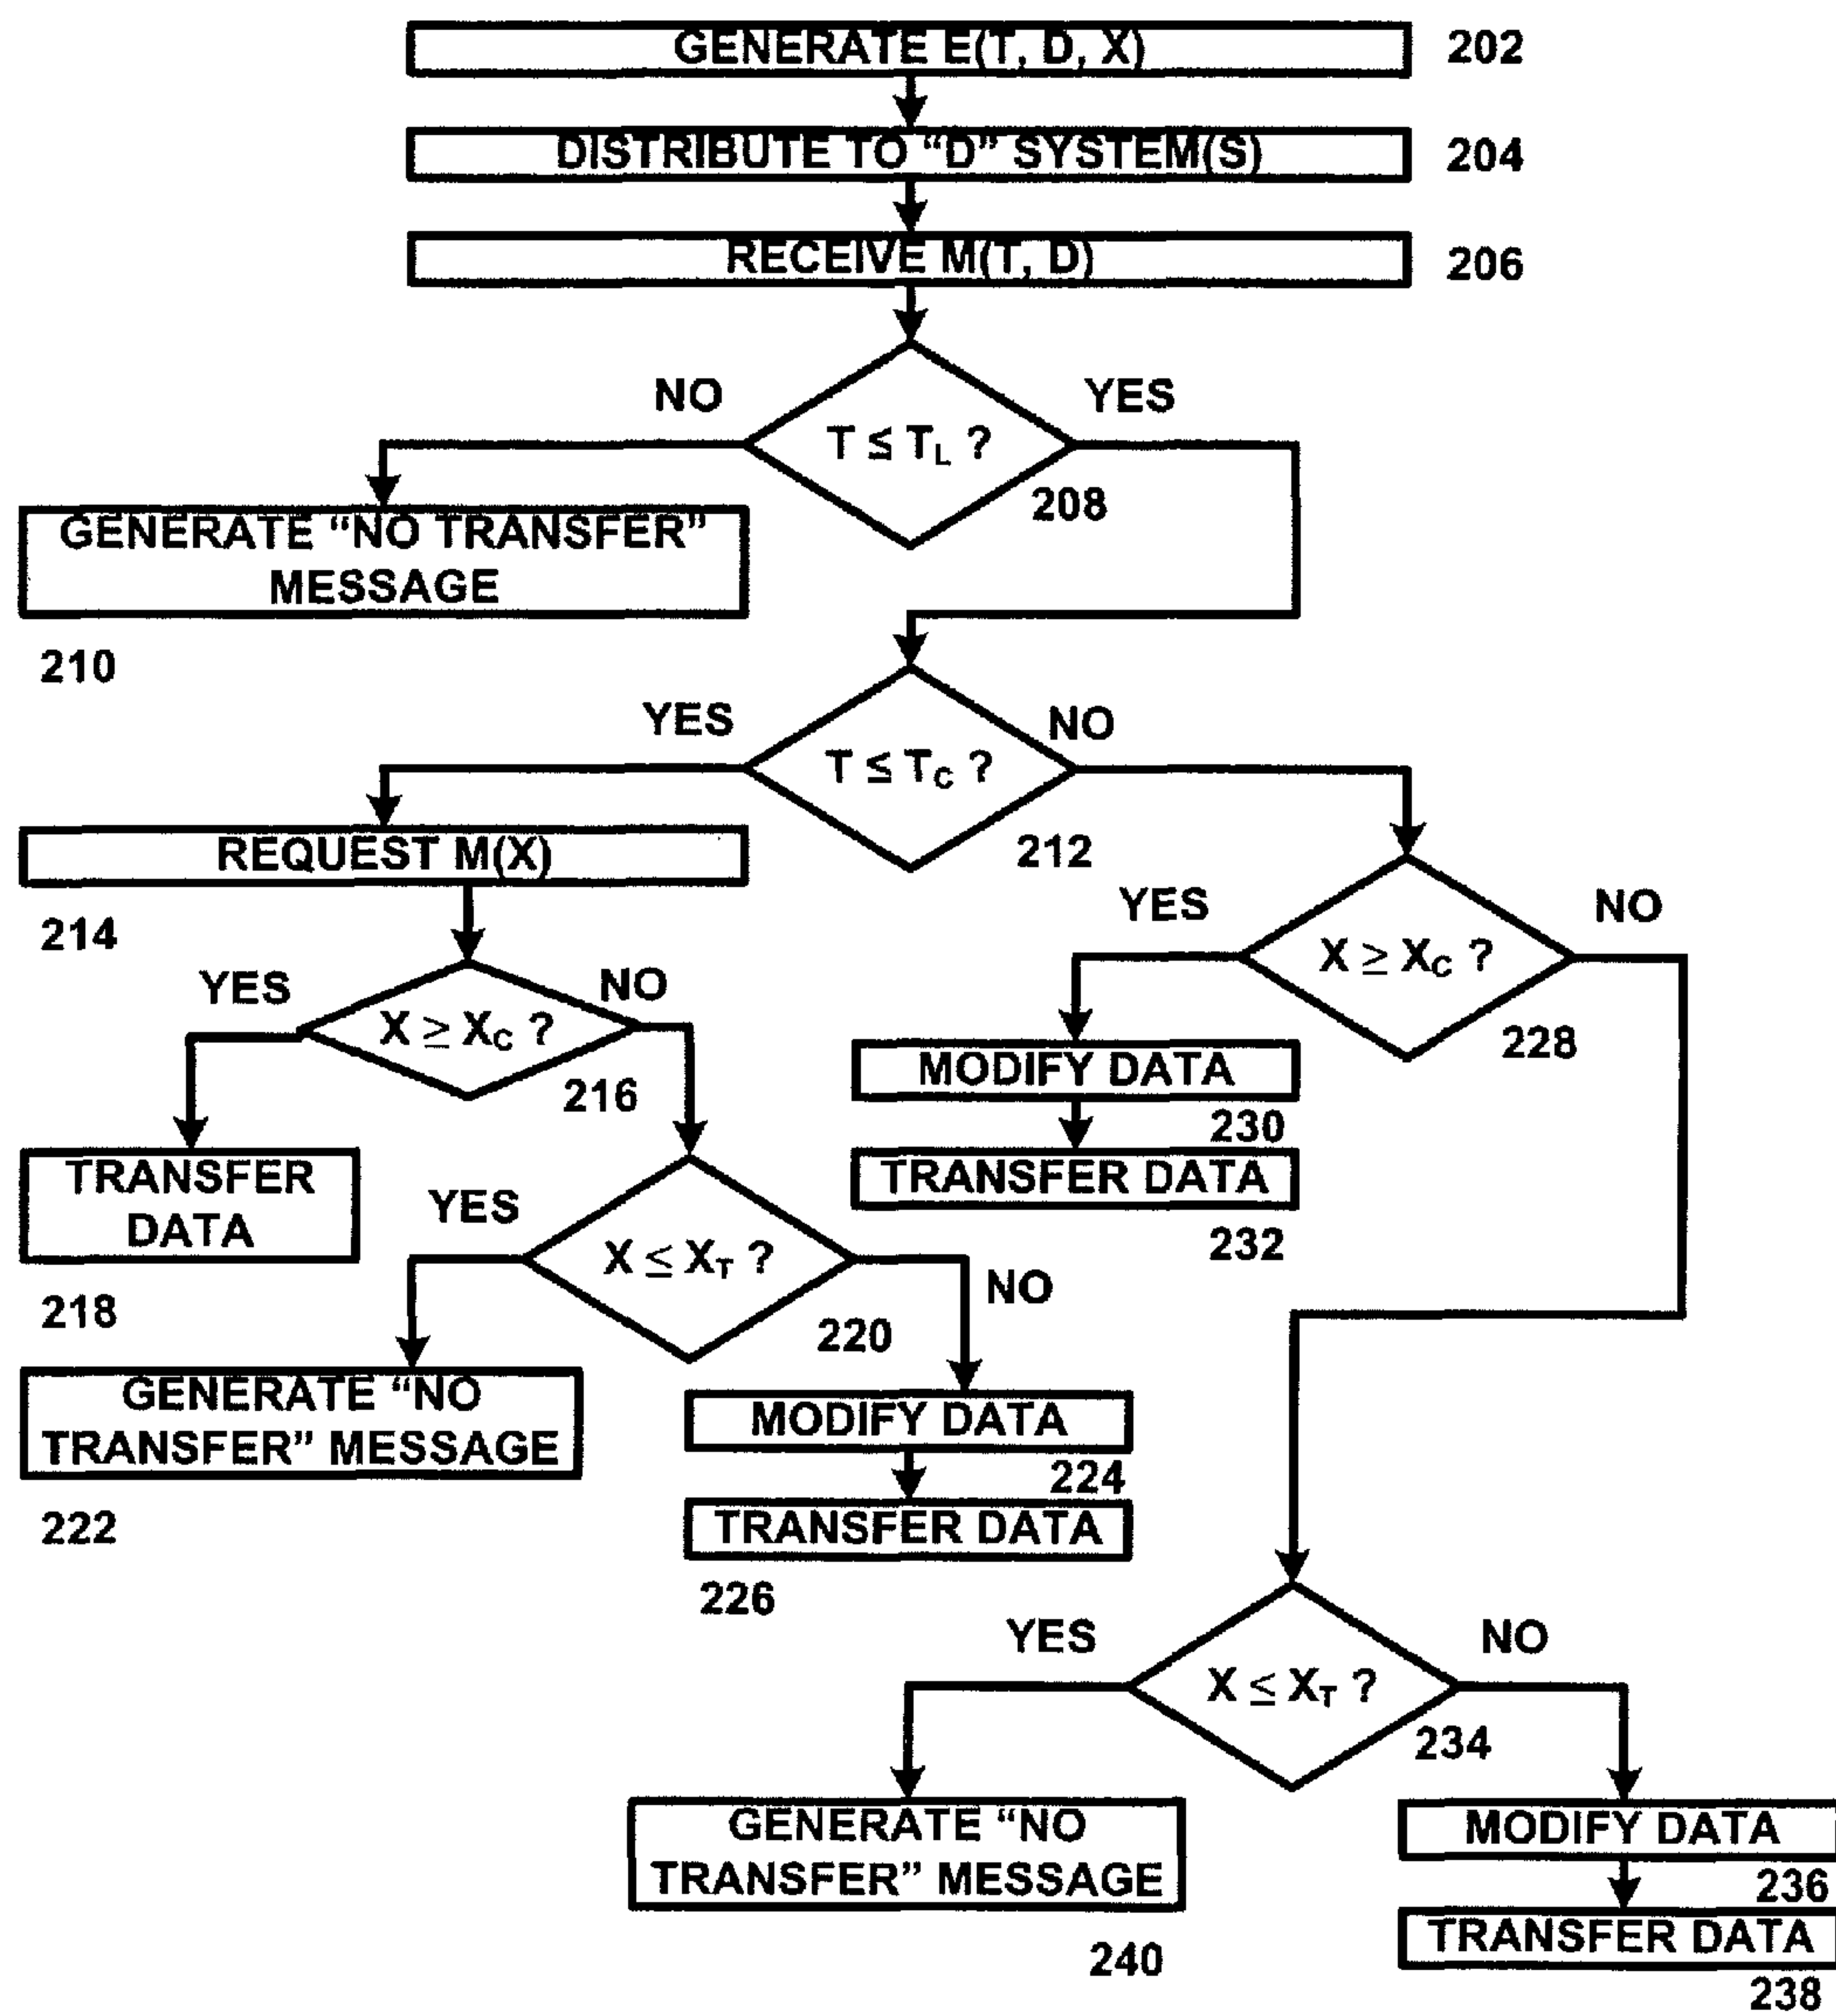 GENERATE E(T, D, X)
202
DISTRIBUTE TO “D” SYSTEM(S)
204
RECEIVE M(T, D)
206
NO
YES
T ≤ TL ?
208
GENERATE “NO TRANSFER”
MESSAGE
210
YES
NO
T ≤ TC ?
212
REQUEST M(X)
214
YES
NO
X ≥ XC ?
216
TRANSFER
DATA
218
YES
NO
X ≤ XT ?
220
GENERATE “NO
TRANSFER” MESSAGE
222
MODIFY DATA
224
TRANSFER DATA
226
YES
NO
X ≥ XC ?
228
MODIFY DATA
230
TRANSFER DATA
232
YES
NO
X ≤ XT ?
234
GENERATE “NO
TRANSFER” MESSAGE
240
MODIFY DATA
236
TRANSFER DATA
238